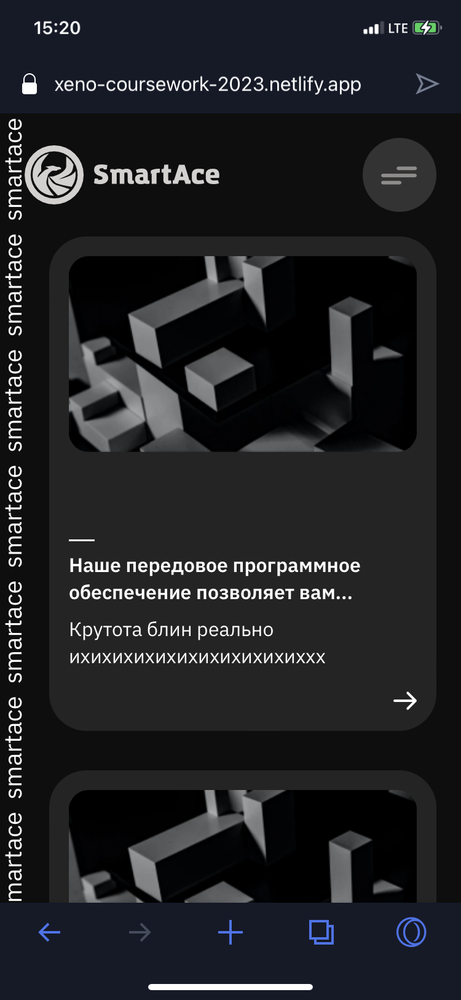 15:20
LTE
xeno-coursework-2023.netlify.app
SmartAce
smartace
smartace
smartace
smartace
smartace
smartace
martace
Наше передовое программное
обеспечение позволяет вам...
Крутота блин реально
ихихихихихихихихихихиххх